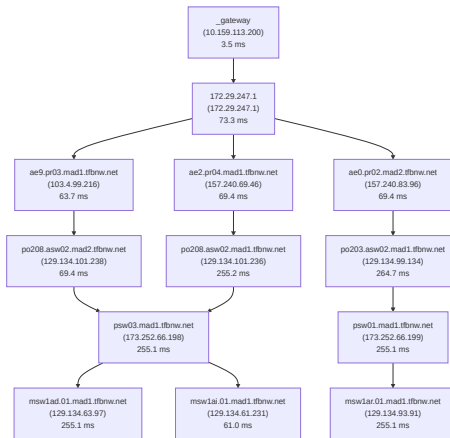 _gateway
(10.159.113.200)
3.5 ms
172.29.247.1
(172.29.247.1)
73.3 ms
ae9.pr03.mad1.tfbnw.net
(103.4.99.216)
63.7 ms
ae2.pr04.mad1.tfbnw.net
(157.240.69.46)
69.4 ms
ae0.pr02.mad2.tfbnw.net
(157.240.83.96)
69.4 ms
po208.asw02.mad2.tfbnw.net
(129.134.101.238)
69.4 ms
po208.asw02.mad1.tfbnw.net
(129.134.101.236)
255.2 ms
po203.asw02.mad1.tfbnw.net
(129.134.99.134)
264.7 ms
psw03.mad1.tfbnw.net
(173.252.66.198)
255.1 ms
psw01.mad1.tfbnw.net
(173.252.66.199)
255.1 ms
msw1ad.01.mad1.tfbnw.net
(129.134.63.97)
255.1 ms
msw1ai.01.mad1.tfbnw.net
(129.134.61.231)
61.0 ms
msw1ar.01.mad1.tfbnw.net
(129.134.93.91)
255.1 ms